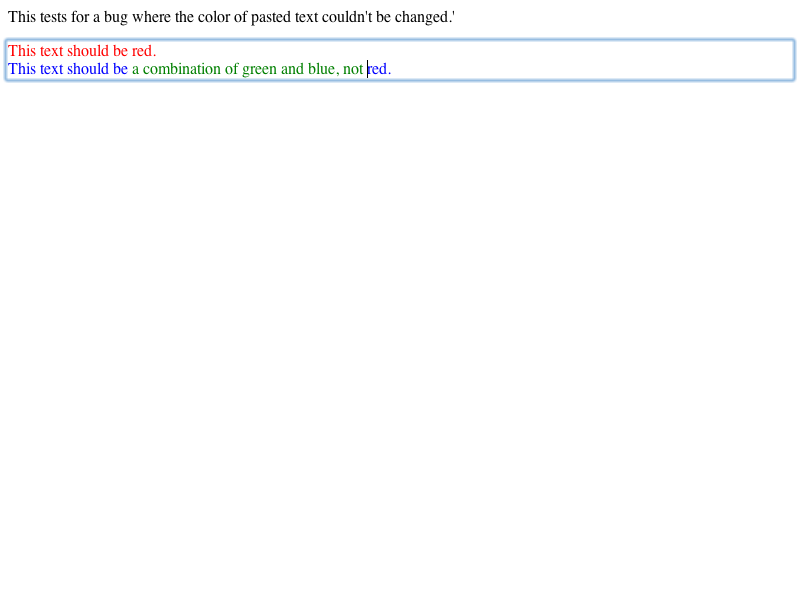 This tests for a bug where the color of pasted text couldn't be changed.'
This text should be red.
This text should be a combination of green and blue, not red.